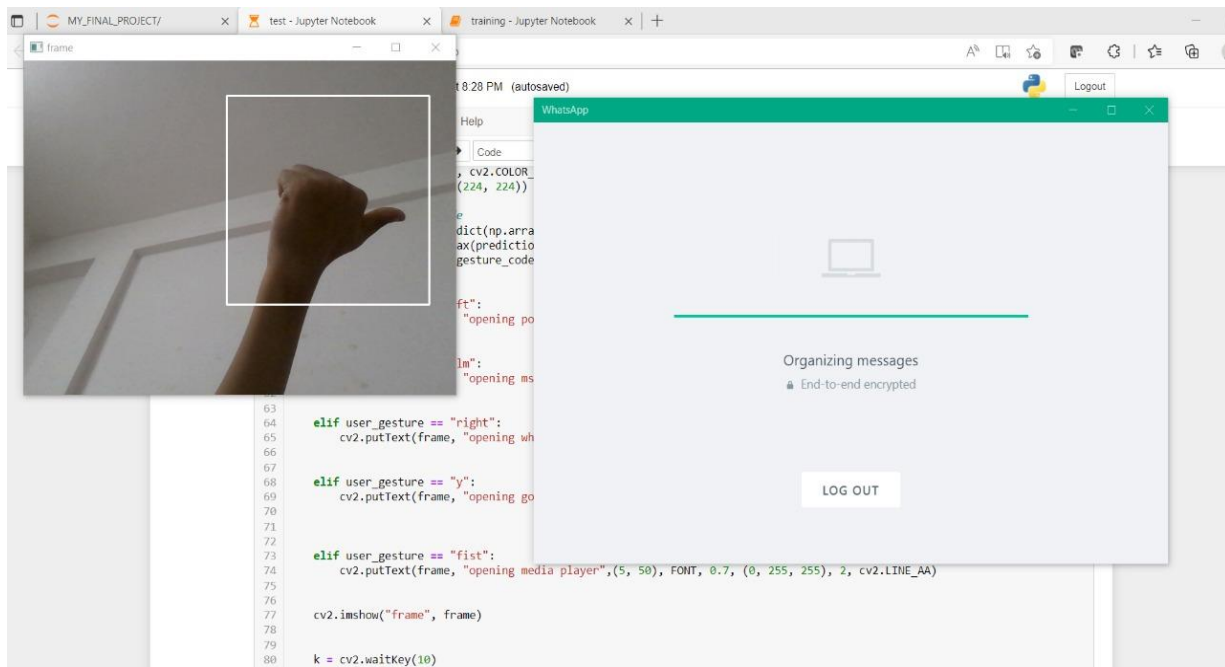 MY_FINAL_PROJECT/
test - Jupyter Notebook
training - Jupyter Notebook
frame
t 8:28 PM (autosaved)
Logout
Help
Code
WhatsApp
, cv2.COLOR_
(224, 224))
e
dict(np.arra
ax(predictio
gesture_code
ft":
"opening po
lm":
"opening ms
63
64 elif user_gesture == "right":
65 cv2.putText(frame, "opening wh
66
67
68 elif user_gesture == "y":
69 cv2.putText(frame, "opening go
70
71
72
73 elif user_gesture == "fist":
74 cv2.putText(frame, "opening media player",(5, 50), FONT, 0.7, (0, 255, 255), 2, cv2.LINE_AA)
75
76
77 cv2.imshow("frame", frame)
78
79
80 k = cv2.waitKey(10)
Organizing messages
End-to-end encrypted
LOG OUT